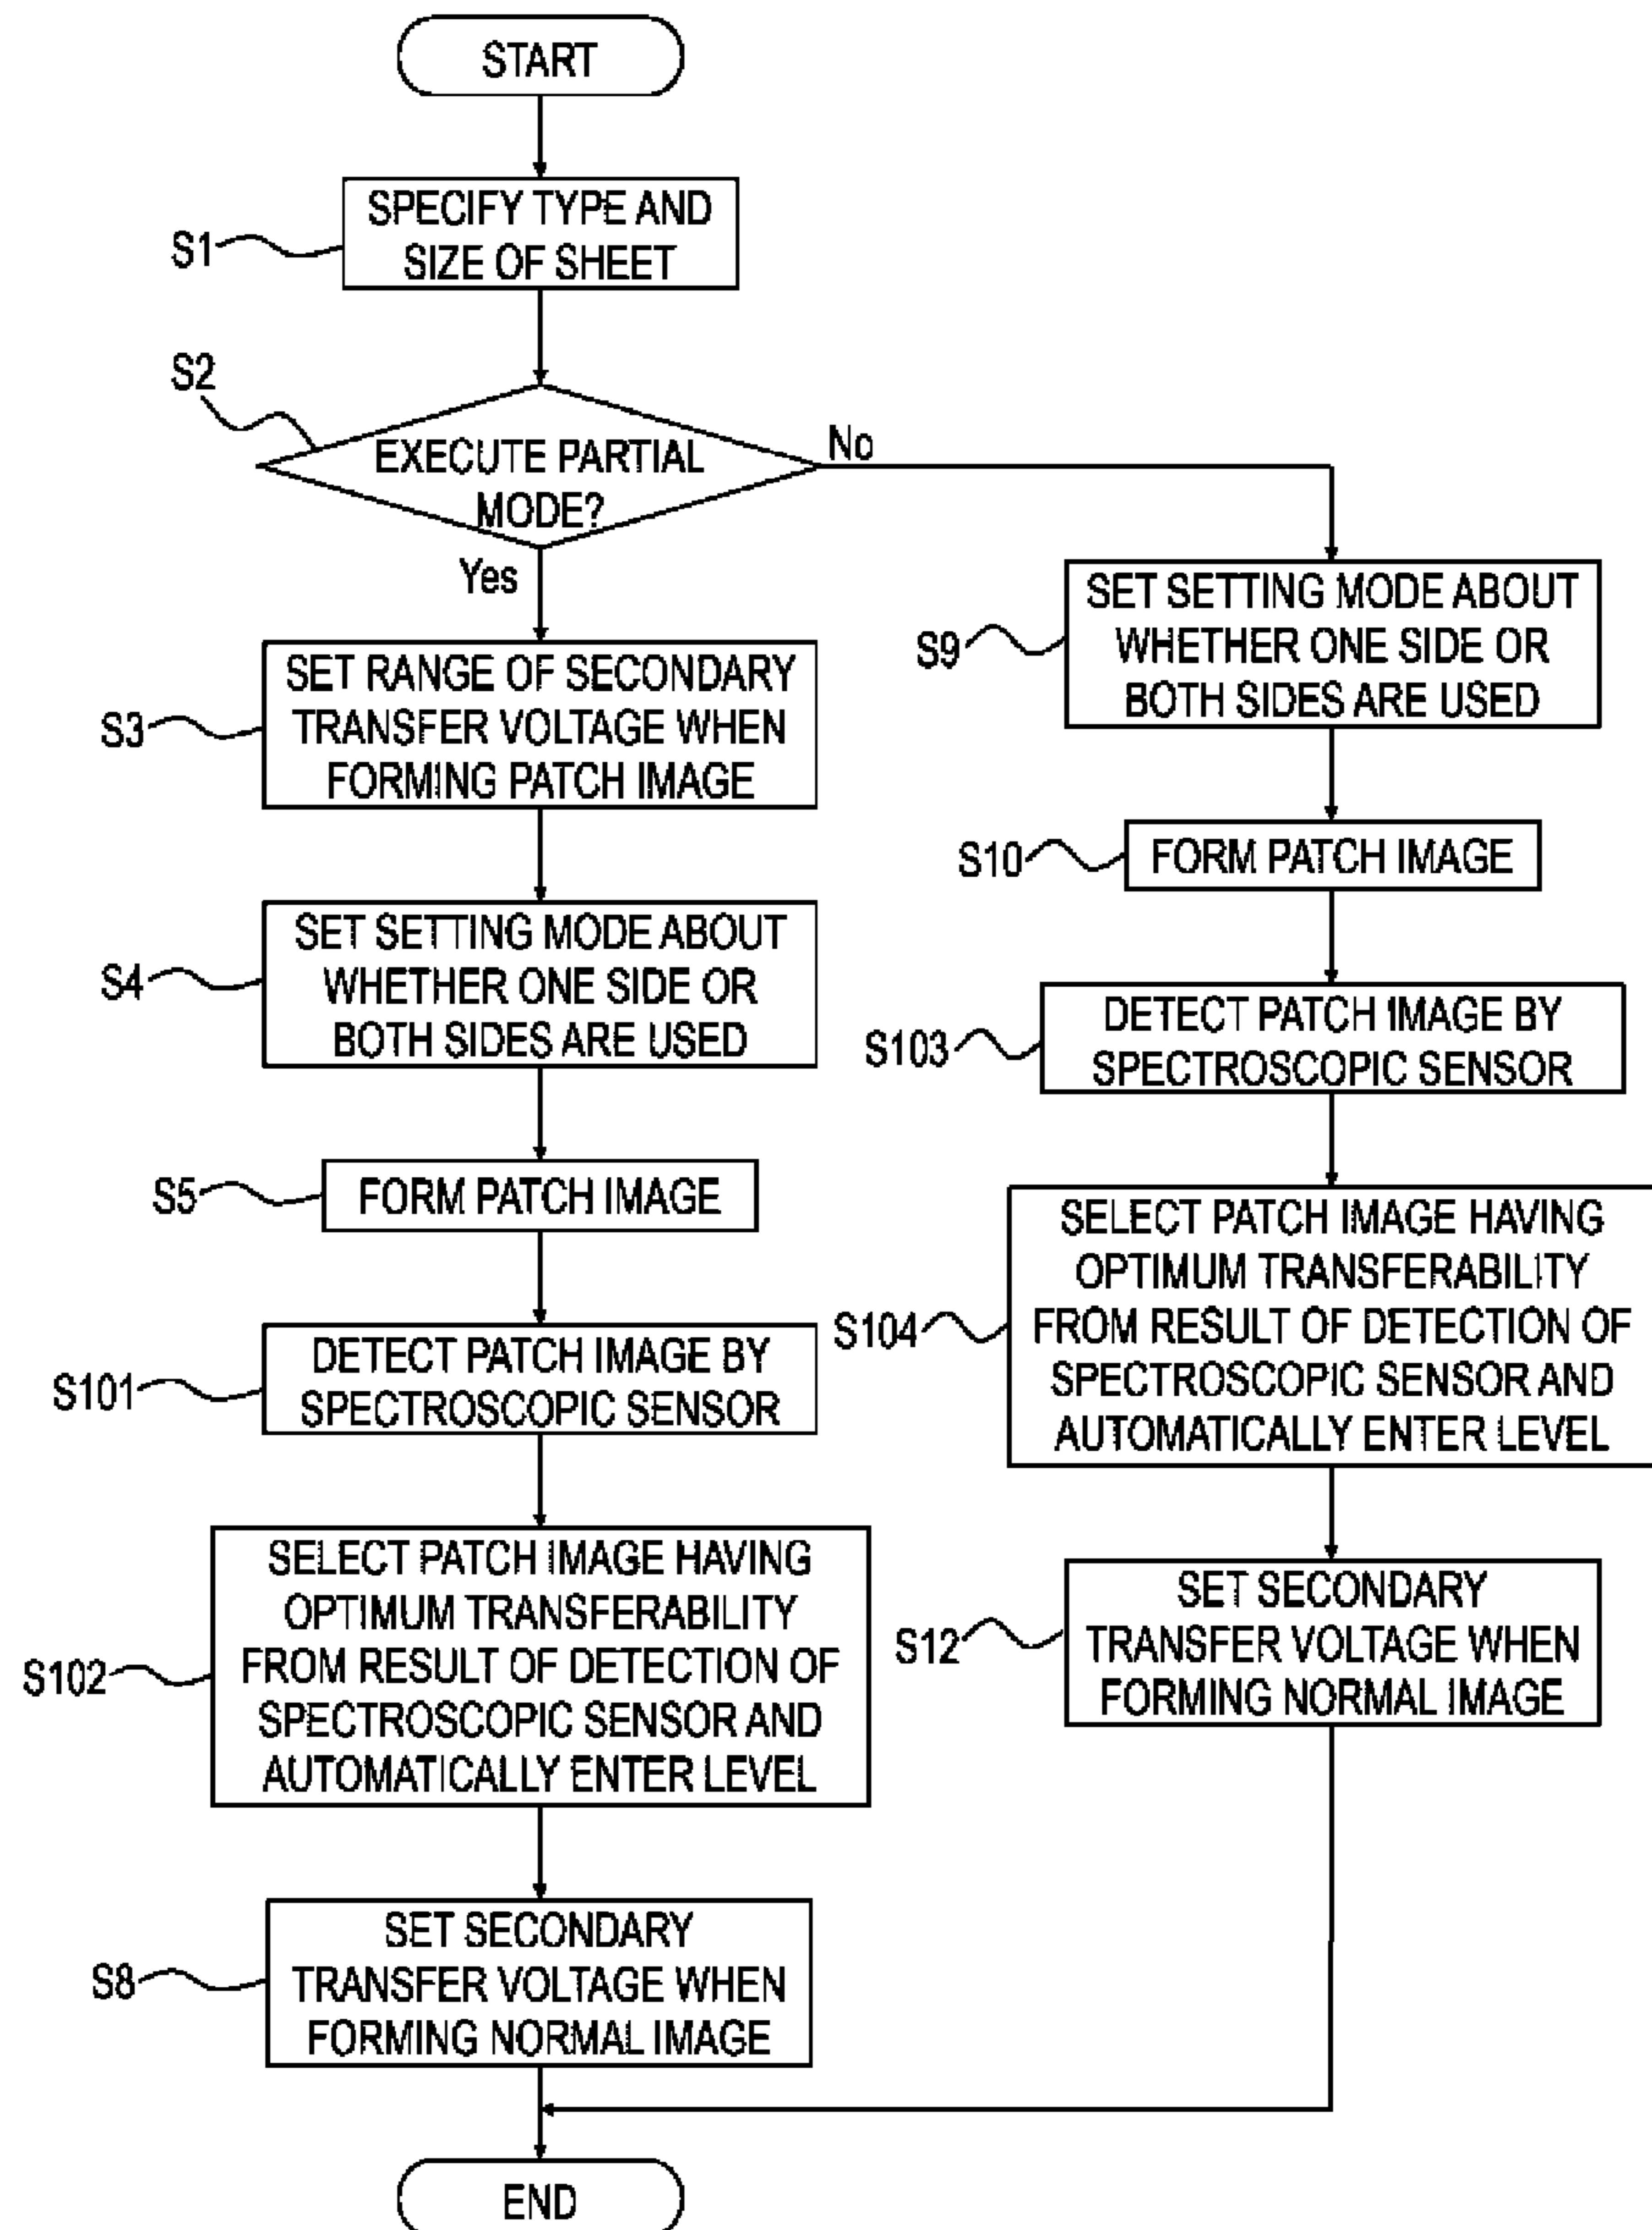 START
S1
SPECIFY TYPE AND
SIZE OF SHEET
S2
EXECUTE PARTIAL
MODE?
No
Yes
S3
SET RANGE OF SECONDARY
TRANSFER VOLTAGE WHEN
FORMING PATCH IMAGE
S4
SET SETTING MODE ABOUT
WHETHER ONE SIDE OR
BOTH SIDES ARE USED
S5
FORM PATCH IMAGE
S101
DETECT PATCH IMAGE BY
SPECTROSCOPIC SENSOR
S102
SELECT PATCH IMAGE HAVING
OPTIMUM TRANSFERABILITY
FROM RESULT OF DETECTION OF
SPECTROSCOPIC SENSOR AND
AUTOMATICALLY ENTER LEVEL
S8
SET SECONDARY
TRANSFER VOLTAGE WHEN
FORMING NORMAL IMAGE
S9
SET SETTING MODE ABOUT
WHETHER ONE SIDE OR
BOTH SIDES ARE USED
S10
FORM PATCH IMAGE
S103
DETECT PATCH IMAGE BY
SPECTROSCOPIC SENSOR
S104
SELECT PATCH IMAGE HAVING
OPTIMUM TRANSFERABILITY
FROM RESULT OF DETECTION OF
SPECTROSCOPIC SENSOR AND
AUTOMATICALLY ENTER LEVEL
S12
SET SECONDARY
TRANSFER VOLTAGE WHEN
FORMING NORMAL IMAGE
END